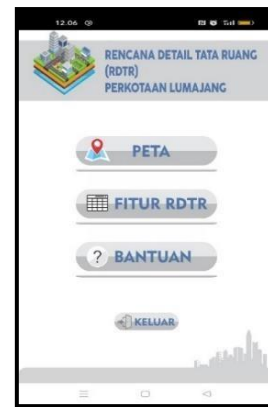 12.06
RENCANA DETAIL TATA RUANG
(RDTR)
PERKOTAAN LUMAJANG
PETA
FITUR RDTR
? BANTUAN
KELUAR